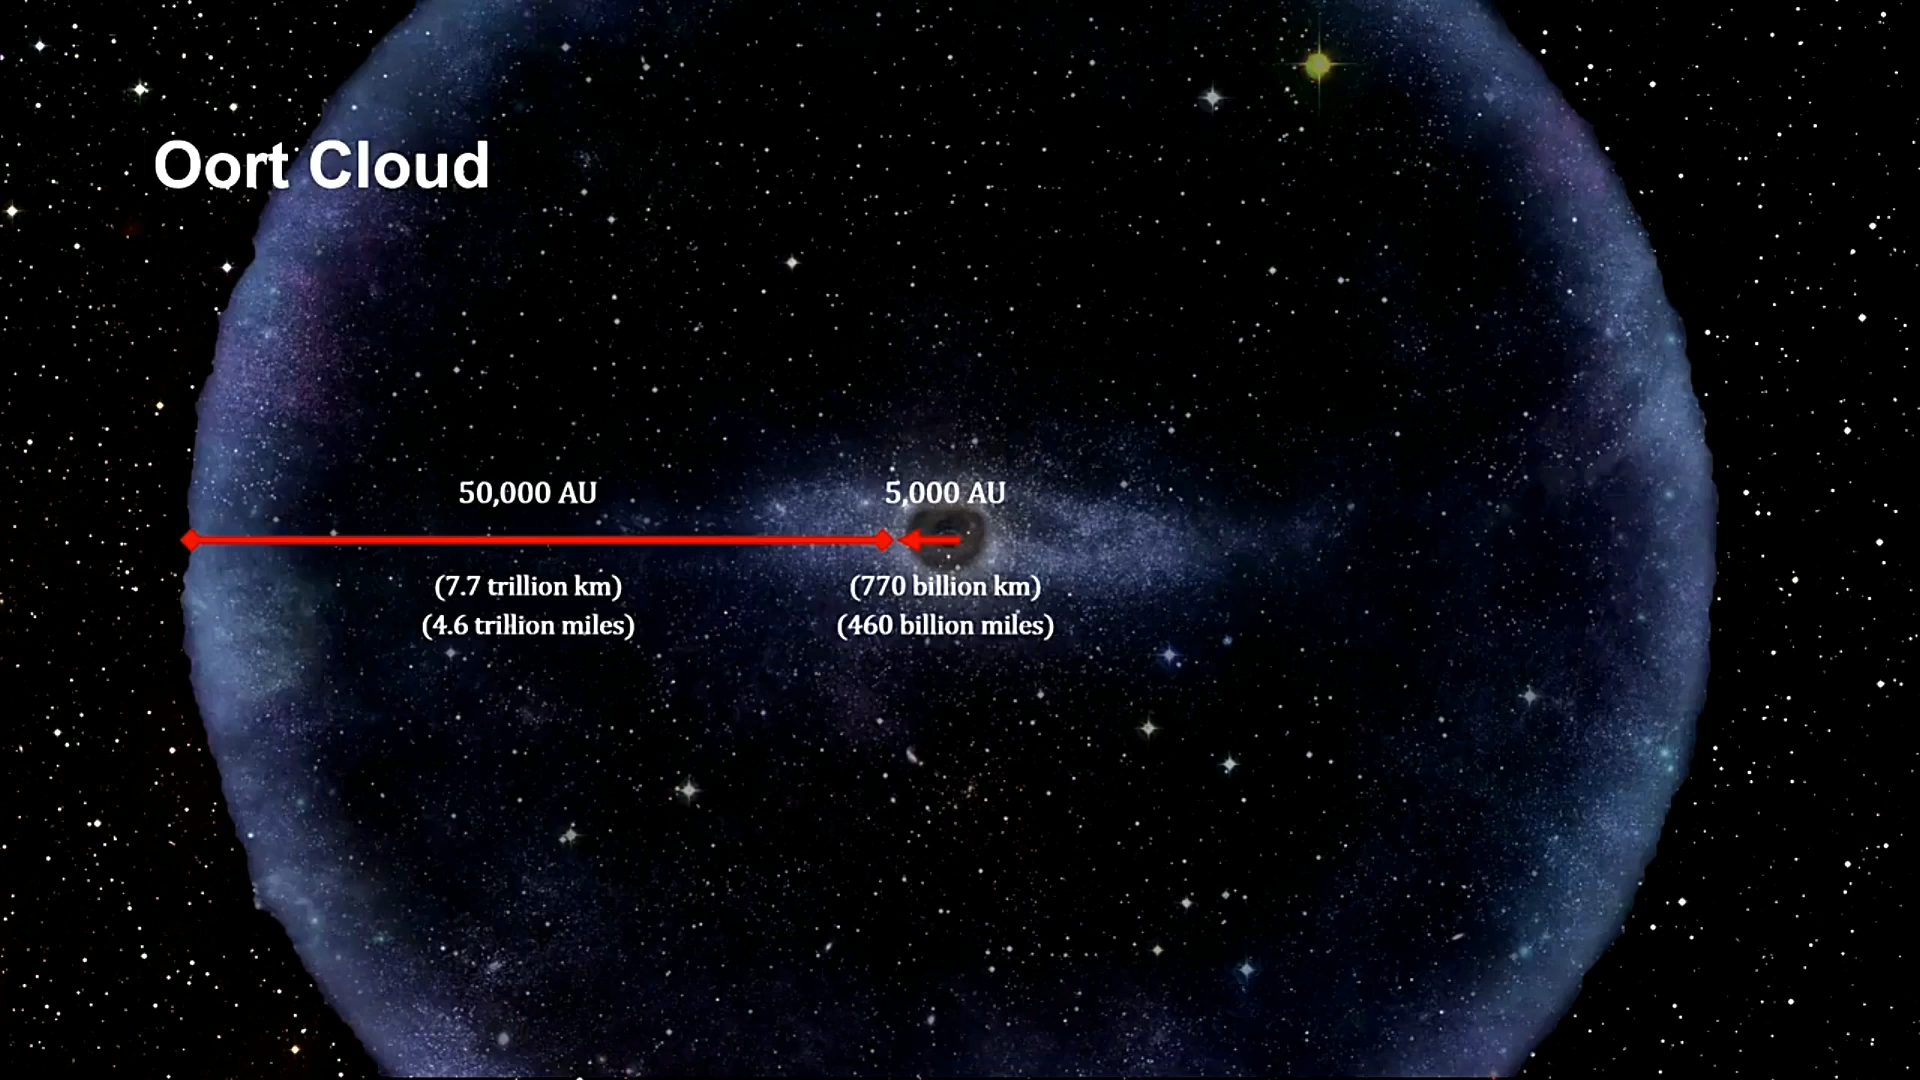 Oort Cloud
50,000 AU
5,000 AU
(7.7 trillion km)
(770 billion km)
(4.6 trillion miles)
(460 billion miles)